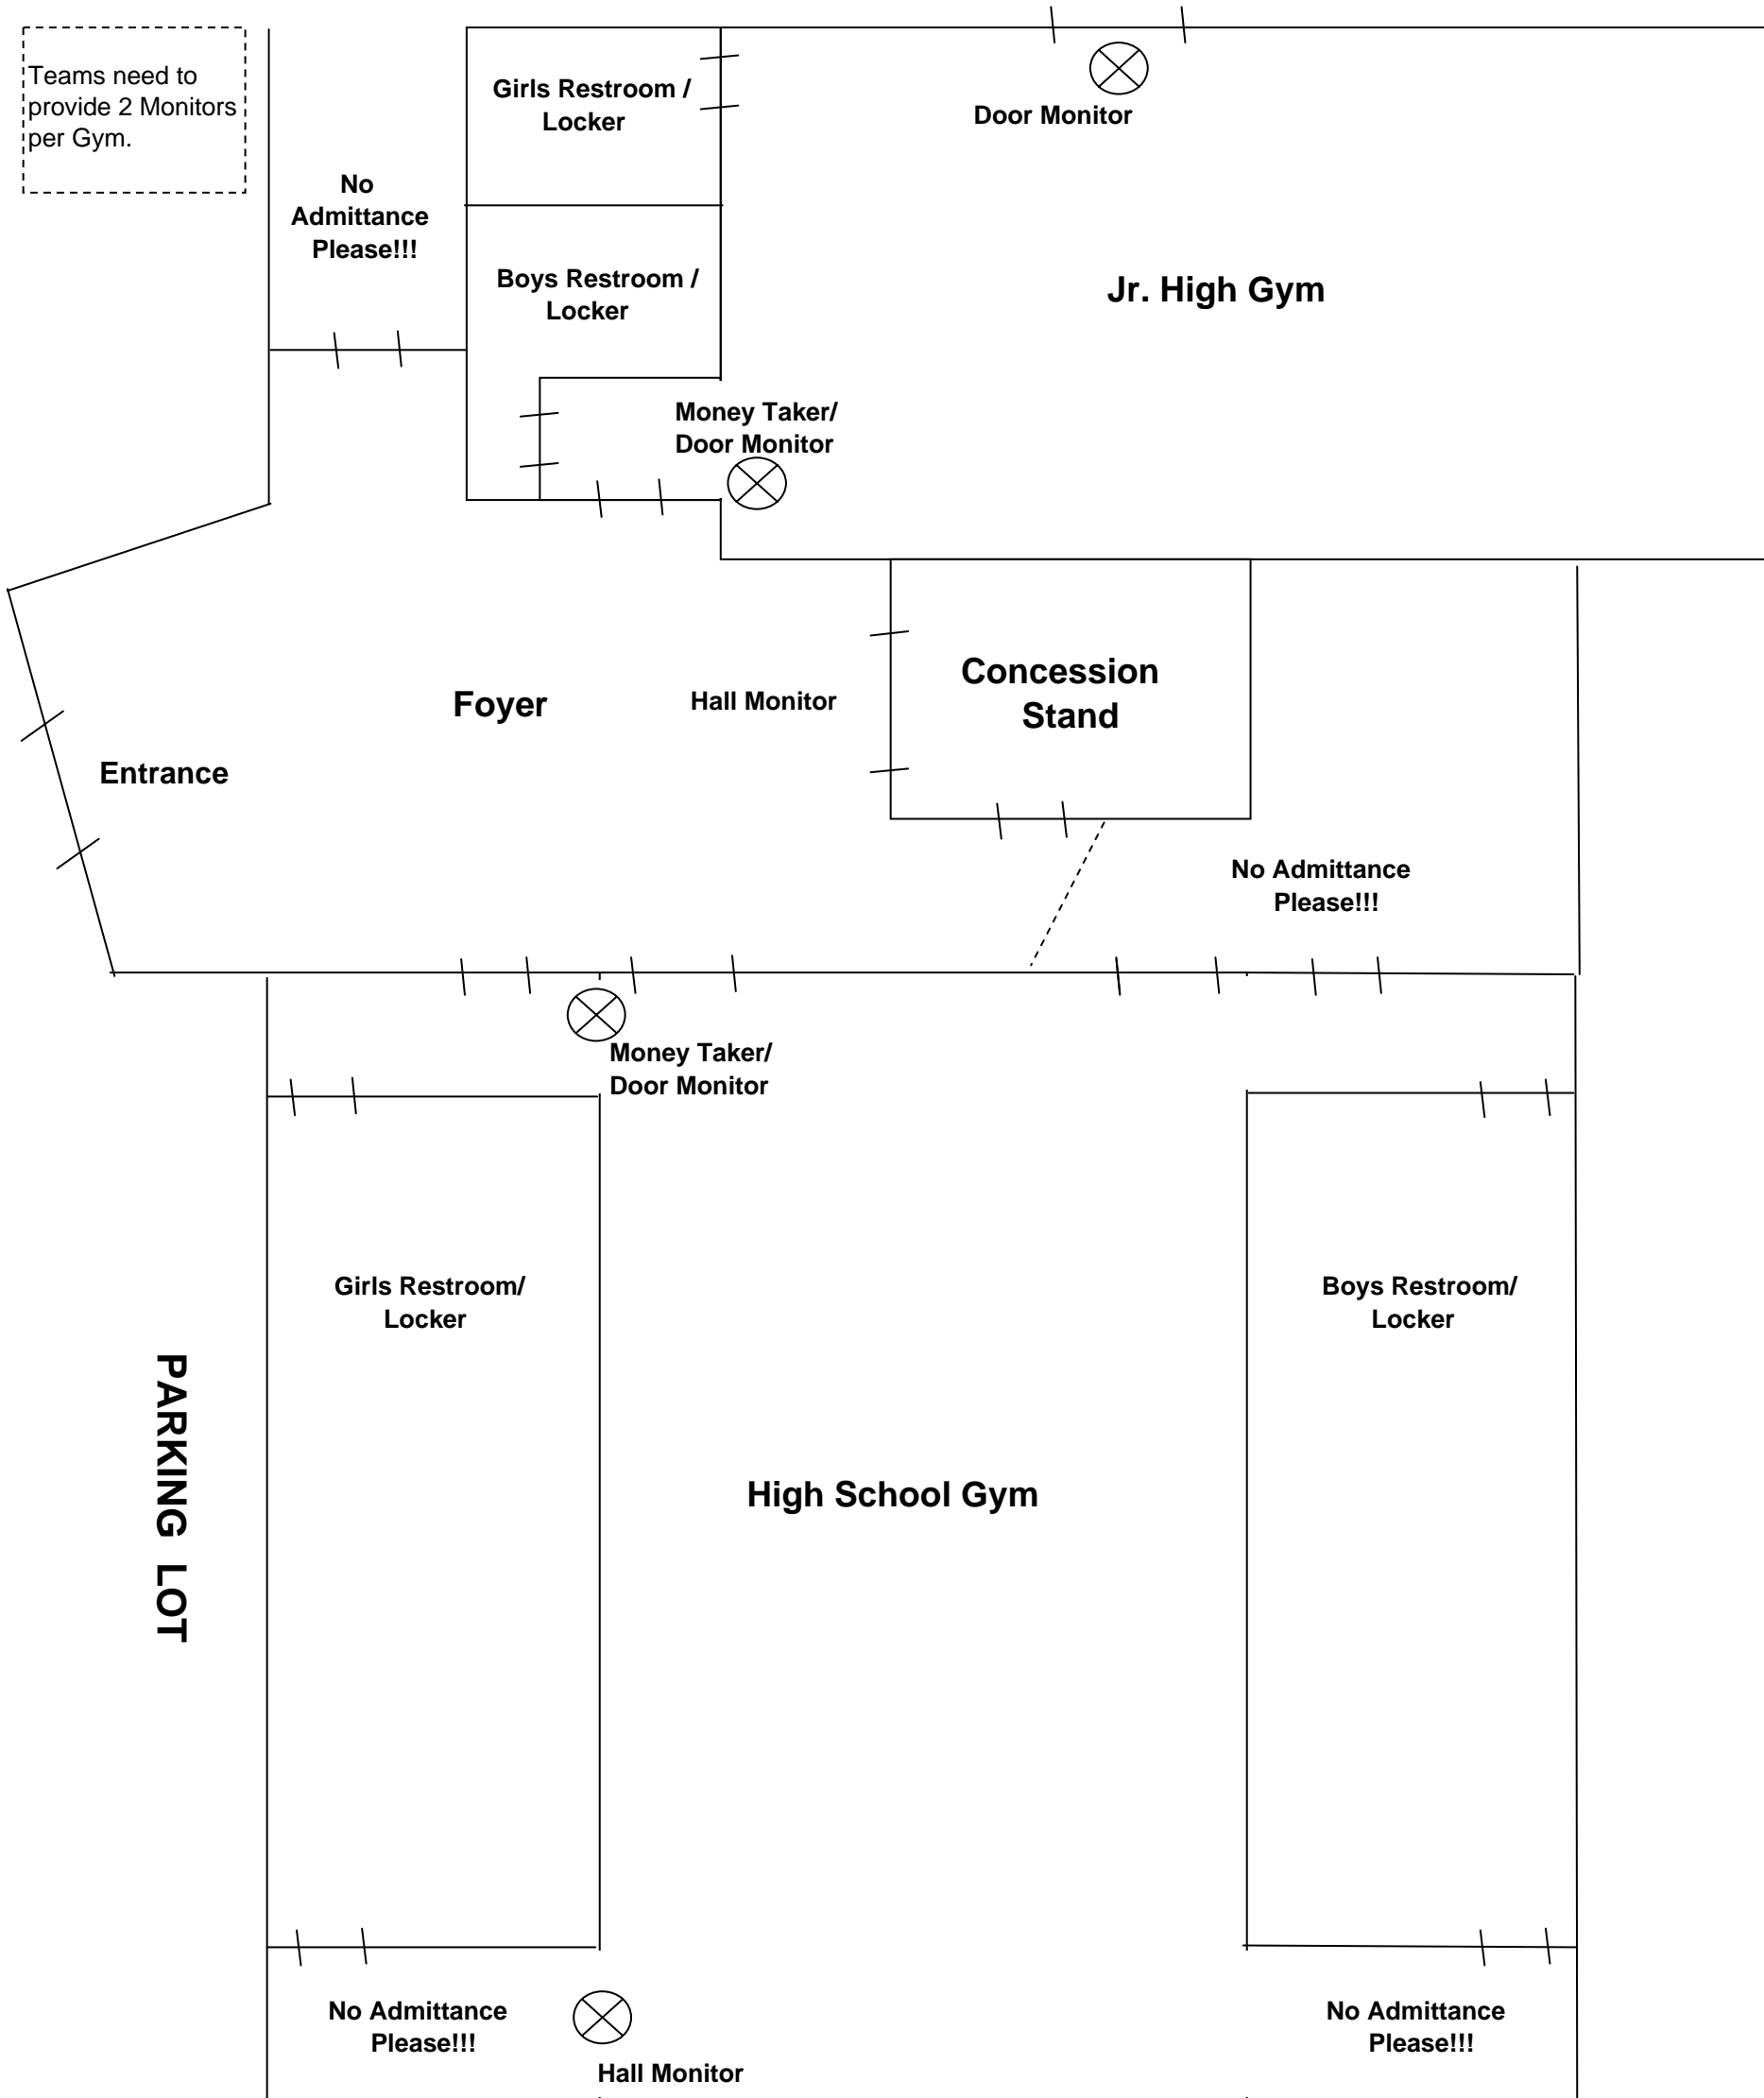 Teams need to
provide 2 Monitors
per Gym.
No
Admittance
Please!!!
Girls Restroom /
Locker
Door Monitor
Boys Restroom /
Locker
Jr. High Gym
Money Taker/
Door Monitor
Foyer
Hall Monitor
Concession
Stand
Entrance
No Admittance
Please!!!
Money Taker/
Door Monitor
Girls Restroom/
Locker
Boys Restroom/
Locker
PARKING LOT
High School Gym
No Admittance
Please!!!
Hall Monitor
No Admittance
Please!!!